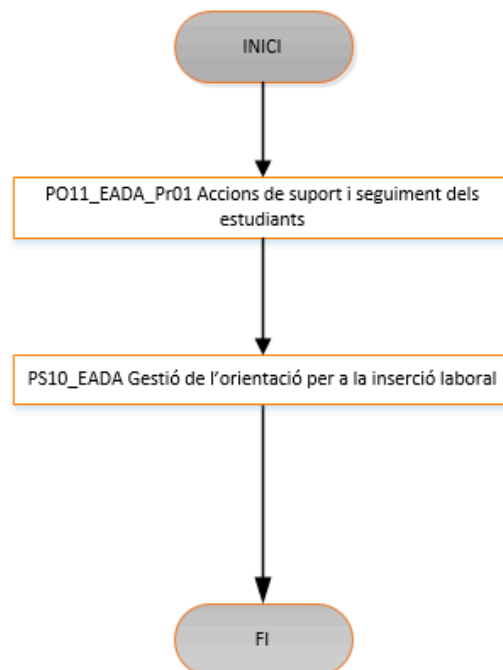 INICI
PO11_EADA_Pr01 Accions de suport i seguiment dels
estudiants
PS10_EADA Gestió de l’orientació per a la inserció laboral
FI